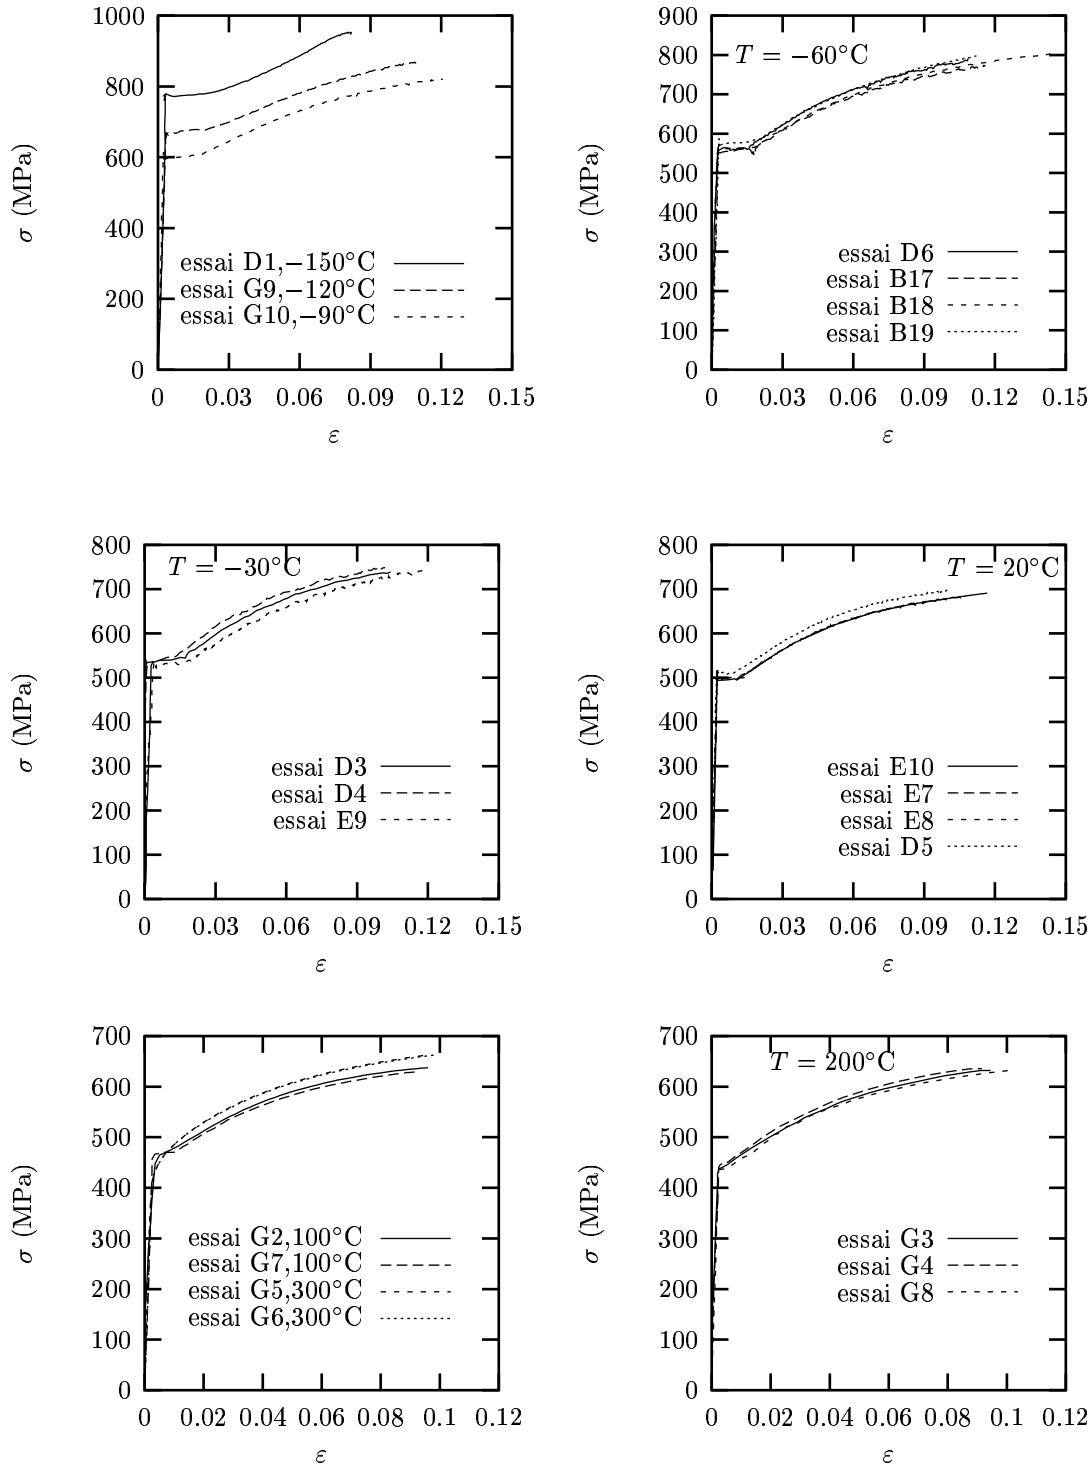 1000
800
600
400
200
0
σ (MPa)
essai D1,−150°C
essai G9,−120°C
essai G10,−90°C
0 0.03 0.06 0.09 0.12 0.15
ε
900
800
700
600
500
400
300
200
100
0
σ (MPa)
T = −60°C
essai D6
essai B17
essai B18
essai B19
0 0.03 0.06 0.09 0.12 0.15
ε
800
700
600
500
400
300
200
100
0
σ (MPa)
T = −30°C
essai D3
essai D4
essai E9
0 0.03 0.06 0.09 0.12 0.15
ε
800
700
600
500
400
300
200
100
0
σ (MPa)
T = 20°C
essai E10
essai E7
essai E8
essai D5
0 0.03 0.06 0.09 0.12 0.15
ε
700
600
500
400
300
200
100
0
σ (MPa)
essai G2,100°C
essai G7,100°C
essai G5,300°C
essai G6,300°C
0 0.02 0.04 0.06 0.08 0.1 0.12
ε
700
600
500
400
300
200
100
0
σ (MPa)
T = 200°C
essai G3
essai G4
essai G8
0 0.02 0.04 0.06 0.08 0.1 0.12
ε